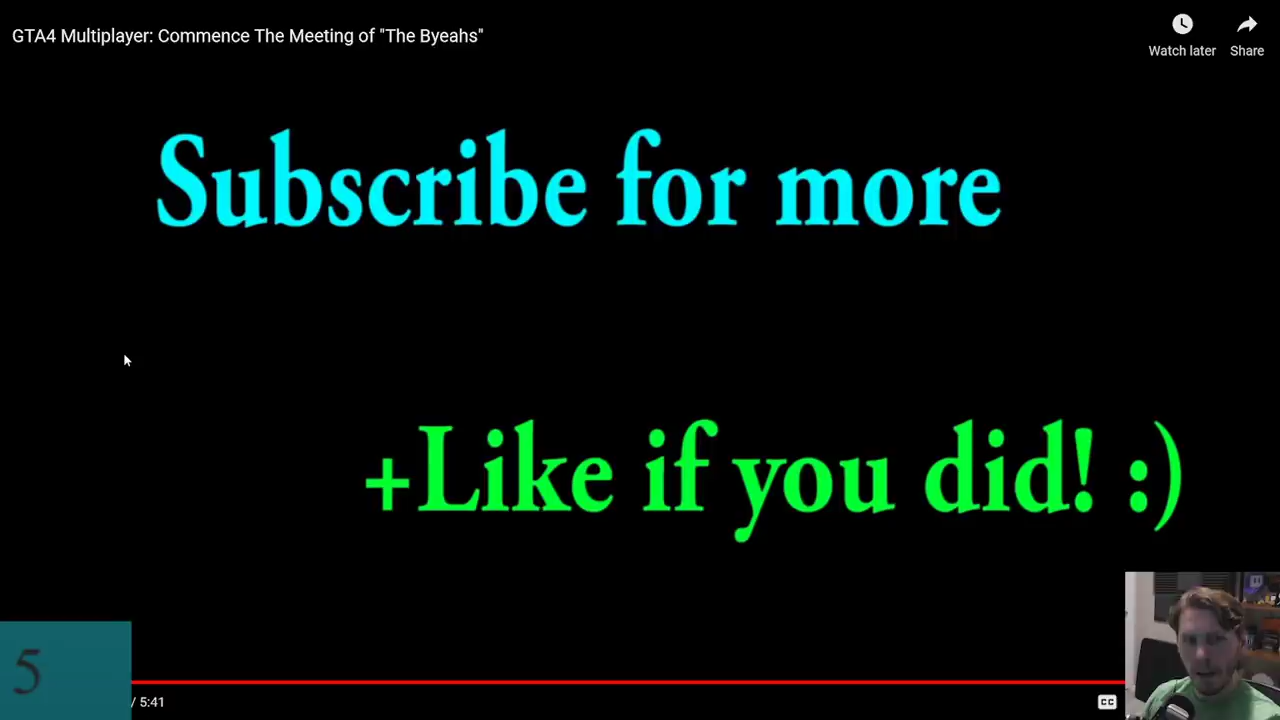 GTA4 Multiplayer: Commence The Meeting of "The Byeahs"
Watch later
Share
Subscribe for more
+Like if you did! :)
5
/ 5:41
CC